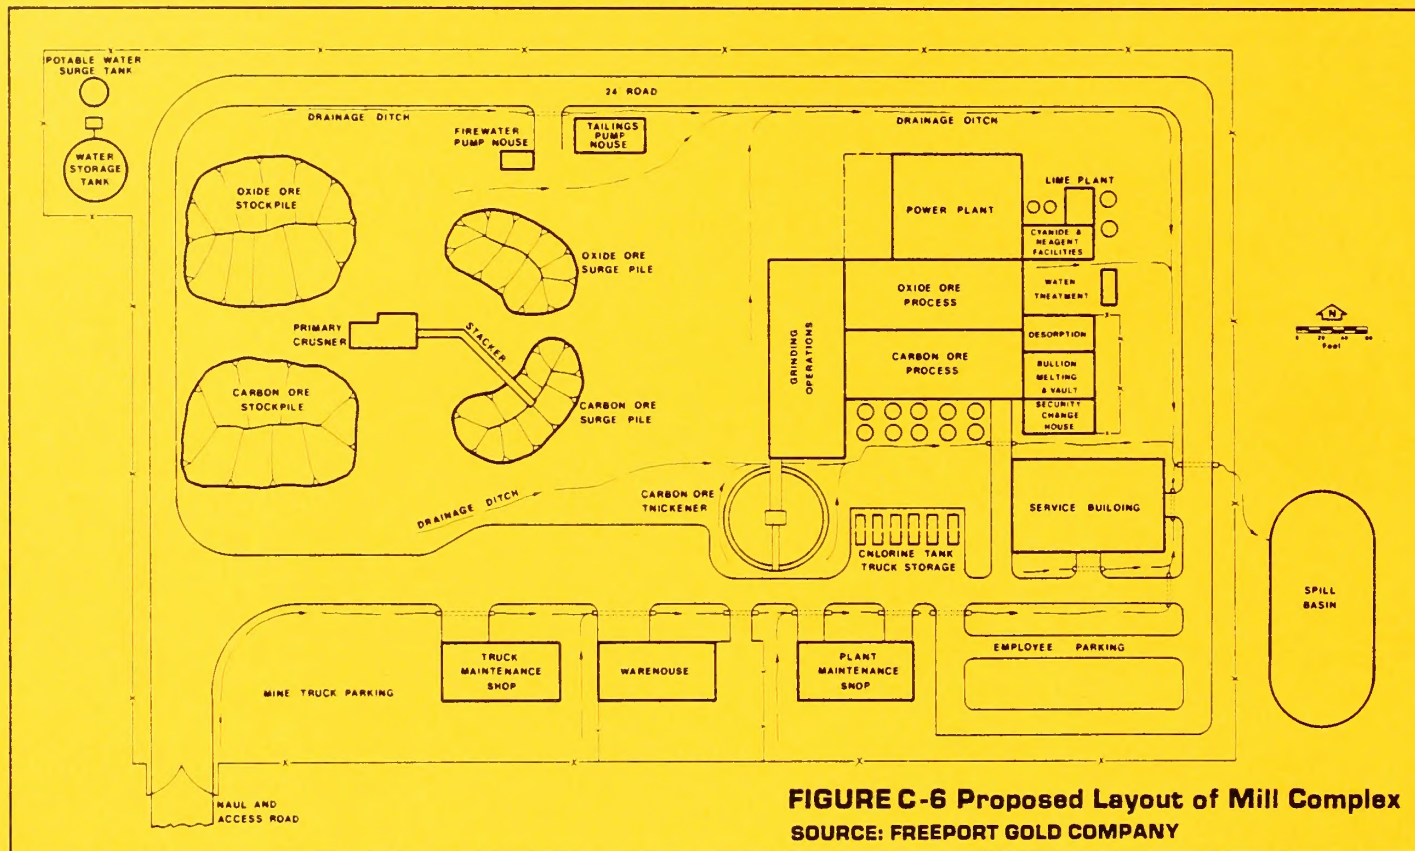 POTABLE WATER
SURGE TANK
WATER
STORAGE
TANK
24 ROAD
DRAINAGE DITCH
FIREWATER
PUMP HOUSE
TAILINGS
PUMP
HOUSE
DRAINAGE DITCH
OXIDE ORE
STOCKPILE
OXIDE ORE
SURGE PILE
POWER PLANT
LIME PLANT
CYANIDE &
REAGENT
FACILITIES
OXIDE ORE
PROCESS
WATER
TREATMENT
PRIMARY
CRUSHER
STACKER
GRINDING
OPERATIONS
CARBON ORE
PROCESS
DESORPTION
BULLION
MELTING
& VAULT
SECURITY
CHANGE
HOUSE
N
0 20 40 60
Feet
CARBON ORE
STOCKPILE
CARBON ORE
SURGE PILE
DRAINAGE DITCH
CARBON ORE
THICKENER
CHLORINE TANK
TRUCK STORAGE
SERVICE BUILDING
SPILL
BASIN
MINE TRUCK PARKING
TRUCK
MAINTENANCE
SHOP
WAREHOUSE
PLANT
MAINTENANCE
SHOP
EMPLOYEE PARKING
HAUL AND
ACCESS ROAD
FIGURE C-6 Proposed Layout of Mill Complex
SOURCE: FREEPORT GOLD COMPANY